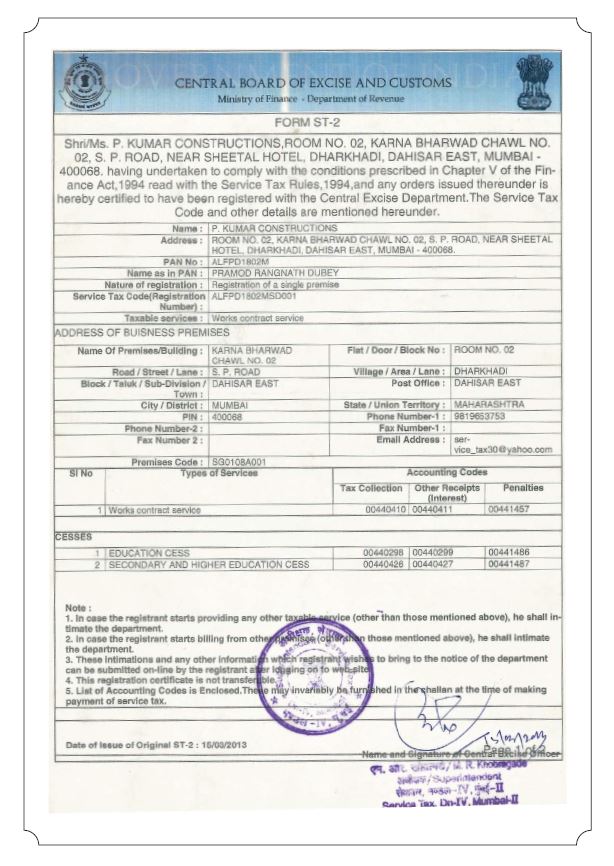 CENTRAL BOARD OF EXCISE AND CUSTOMS
Ministry of Finance - Department of Revenue
FORM ST-2
Shri/Ms. P. KUMAR CONSTRUCTIONS,ROOM NO. 02, KARNA BHARWAD CHAWL NO.
02, S. P. ROAD, NEAR SHEETAL HOTEL, DHARKHADI, DAHISAR EAST, MUMBAI -
400068. having undertaken to comply with the conditions prescribed in Chapter V of the Fin-
ance Act,1994 read with the Service Tax Rules,1994,and any orders issued thereunder is
hereby certified to have been registered with the Central Excise Department.The Service Tax
Code and other details are mentioned hereunder.
Name : P. KUMAR CONSTRUCTIONS
Address : ROOM NO. 02, KARNA BHARWAD CHAWL NO. 02, S. P. ROAD, NEAR SHEETAL
HOTEL, DHARKHADI, DAHISAR EAST, MUMBAI - 400068.
PAN No : ALFPD1802M
Name as in PAN : PRAMOD RANGNATH DUBEY
Nature of registration : Registration of a single premise
Service Tax Code(Registration ALFPD1802MSD001
Number) :
Taxable services : Works contract service
ADDRESS OF BUISNESS PREMISES
Name Of Premises/Building : KARNA BHARWAD Flat / Door / Block No : ROOM NO. 02
CHAWL NO. 02
Road / Street / Lane : S. P. ROAD Village / Area / Lane : DHARKHADI
Block / Taluk / Sub-Division / DAHISAR EAST Post Office : DAHISAR EAST
Town :
City / District : MUMBAI State / Union Territory : MAHARASHTRA
PIN : 400068 Phone Number-1 : 9819653753
Phone Number-2 : Fax Number-1 :
Fax Number 2 : Email Address : ser-
vice_tax30@yahoo.com
Premises Code : SG0108A001
Sl No Types of Services Accounting Codes
Tax Collection Other Receipts Penalties
(Interest)
1 Works contract service 00440410 00440411 00441457
CESSES
1 EDUCATION CESS 00440298 00440299 00441486
2 SECONDARY AND HIGHER EDUCATION CESS 00440426 00440427 00441487
Note :
1. In case the registrant starts providing any other taxable service (other than those mentioned above), he shall in-
timate the department.
2. In case the registrant starts billing from other premises (other than those mentioned above), he shall intimate
the department.
3. These intimations and any other information which registrant wishes to bring to the notice of the department
can be submitted on-line by the registrant after logging on to web-site.
4. This registration certificate is not transferable.
5. List of Accounting Codes is Enclosed.These may invariably be furnished in the challan at the time of making
payment of service tax.
Date of Issue of Original ST-2 : 15/03/2013
Name and Signature of Central Excise Officer
Page 1 of 2
M. R. Khobragade
अधीक्षक/Superintendent
Service Tax, Dn-IV, Mumbai-II